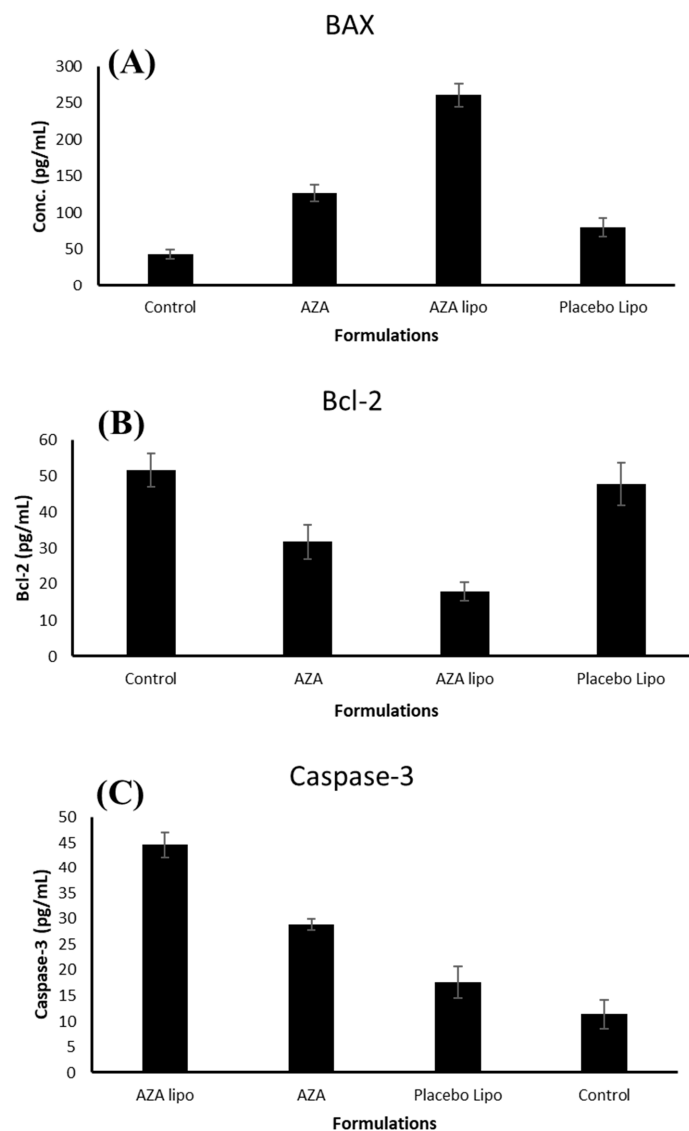 BAX
(A)
Conc. (pg/mL)
300
250
200
150
100
50
0
Control AZA AZA lipo Placebo Lipo
Formulations
Bcl-2
(B)
Bcl-2 (pg/mL)
60
50
40
30
20
10
0
Control AZA AZA lipo Placebo Lipo
Formulations
Caspase-3
(C)
Caspase-3 (pg/mL)
50
45
40
35
30
25
20
15
10
5
0
AZA lipo AZA Placebo Lipo Control
Formulations